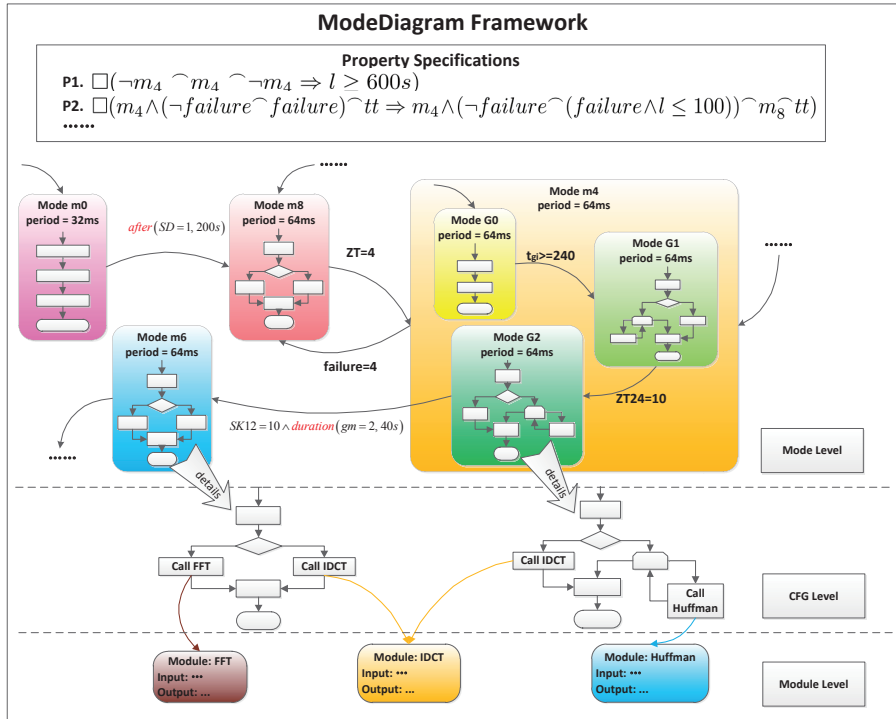 ModeDiagram Framework
Property Specifications
P1. □(¬m₄ ⌢m₄ ⌢¬m₄ ⇒ l ≥ 600s)
P2. □(m₄∧(¬failure⌢failure)⌢tt ⇒ m₄∧(¬failure⌢(failure∧l ≤ 100))⌢m₈⌢tt)
......
......
Mode m0
period = 32ms
after(SD=1, 200s)
Mode m8
period = 64ms
ZT=4
failure=4
Mode m4
period = 64ms
Mode G0
period = 64ms
tgi>=240
Mode G1
period = 64ms
......
ZT24=10
Mode G2
period = 64ms
SK12=10∧duration(gm=2, 40s)
Mode m6
period = 64ms
......
Mode Level
details
details
Call FFT
Call IDCT
Call IDCT
Call
Huffman
CFG Level
Module: FFT
Input: ...
Output: ...
Module: IDCT
Input: ...
Output: ...
Module: Huffman
Input: ...
Output: ...
Module Level